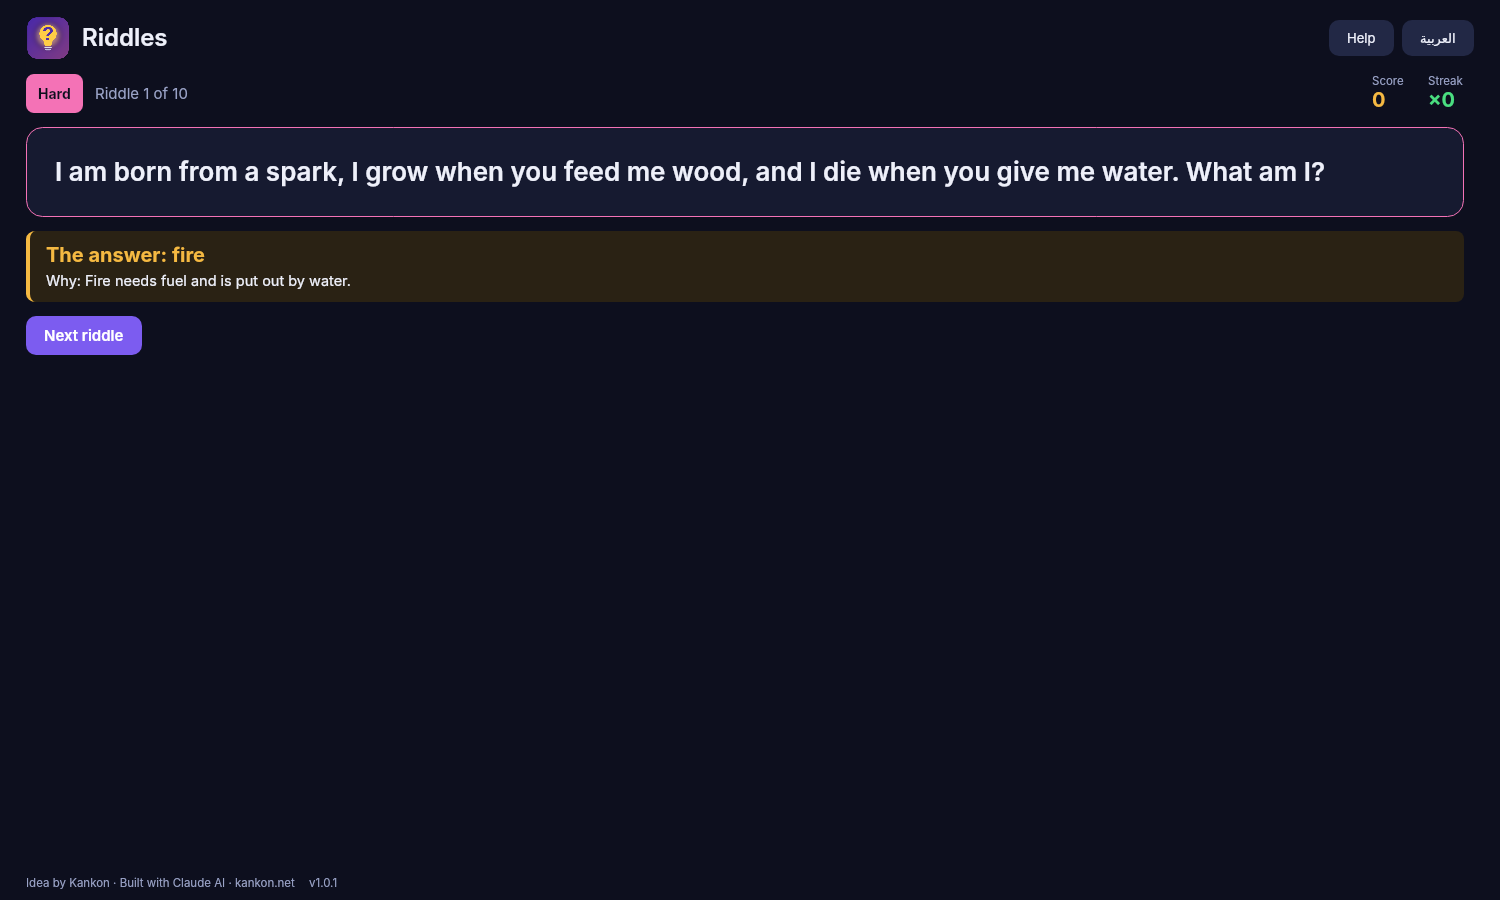 ?
Riddles
Help
العربية
Hard
Riddle 1 of 10
Score
0
Streak
×0
I am born from a spark, I grow when you feed me wood, and I die when you give me water. What am I?
The answer: fire
Why: Fire needs fuel and is put out by water.
Next riddle
Idea by Kankon · Built with Claude AI · kankon.net v1.0.1